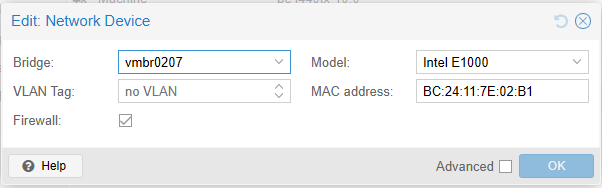 Edit: Network Device
Bridge: vmbr0207 Model: Intel E1000
VLAN Tag: no VLAN MAC address: BC:24:11:7E:02:B1
Firewall:
Help Advanced OK